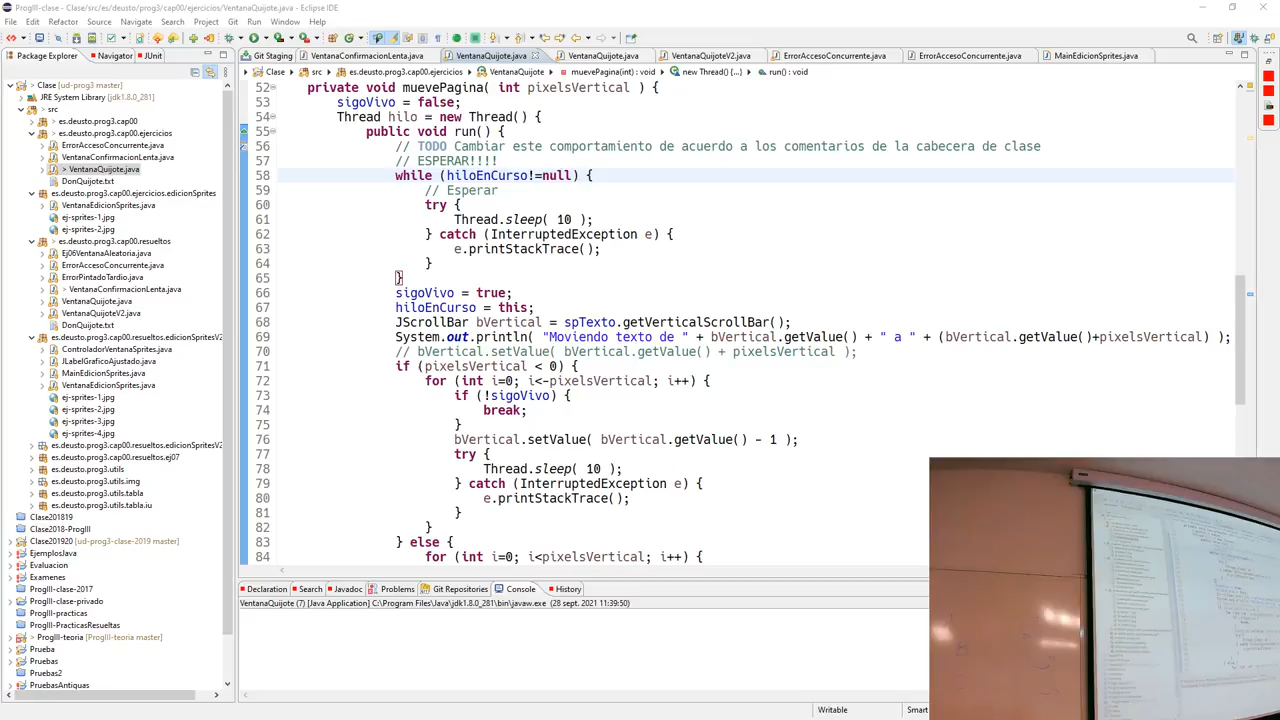 ProgIII-clase - Clase/src/es/deusto/prog3/cap00/ejercicios/VentanaQuijote.java - Eclipse IDE
File Edit Refactor Source Navigate Search Project Git Run Window Help
Package Explorer Navigator JUnit
Git Staging VentanaConfirmacionLenta.java VentanaQuijote.java VentanaQuijote.java VentanaQuijoteV2.java ErrorAccesoConcurrente.java ErrorAccesoConcurrente.java MainEdicionSprites.java
Clase src es.deusto.prog3.cap00.ejercicios VentanaQuijote muevePagina(int) : void new Thread() {...} run() : void
Clase [ud-prog3 master]
JRE System Library [jdk1.8.0_281]
src
es.deusto.prog3.cap00
es.deusto.prog3.cap00.ejercicios
ErrorAccesoConcurrente.java
VentanaConfirmacionLenta.java
VentanaQuijote.java
DonQuijote.txt
es.deusto.prog3.cap00.ejercicios.edicionSprites
VentanaEdicionSprites.java
ej-sprites-1.jpg
ej-sprites-2.jpg
es.deusto.prog3.cap00.resueltos
Ej06VentanaAleatoria.java
ErrorAccesoConcurrente.java
ErrorPintadoTardio.java
VentanaConfirmacionLenta.java
VentanaQuijote.java
VentanaQuijoteV2.java
DonQuijote.txt
es.deusto.prog3.cap00.resueltos.edicionSprites
ControladorVentanaSprites.java
JLabelGraficoAjustado.java
MainEdicionSprites.java
VentanaEdicionSprites.java
ej-sprites-1.jpg
ej-sprites-2.jpg
ej-sprites-3.jpg
ej-sprites-4.jpg
es.deusto.prog3.cap00.resueltos.edicionSpritesV2
es.deusto.prog3.cap00.resueltos.ej07
es.deusto.prog3.utils
es.deusto.prog3.utils.img
es.deusto.prog3.utils.tabla
es.deusto.prog3.utils.tabla.iu
Clase201819
Clase2018-ProgIII
Clase201920 [ud-prog3-clase-2019 master]
EjemplosJava
Evaluacion
Examenes
ProgIII-clase-2017
ProgIII-clase-privado
ProgIII-practicas
ProgIII-PracticasResueltas
ProgIII-teoria [ProgIII-teoria master]
Prueba
Pruebas
Pruebas2
PruebasAntiguas
52 private void muevePagina( int pixelsVertical ) {
53 sigoVivo = false;
54 Thread hilo = new Thread() {
55 public void run() {
56 // TODO Cambiar este comportamiento de acuerdo a los comentarios de la cabecera de clase
57 // ESPERAR!!!!
58 while (hiloEnCurso!=null) {
59 // Esperar
60 try {
61 Thread.sleep( 10 );
62 } catch (InterruptedException e) {
63 e.printStackTrace();
64 }
65 }
66 sigoVivo = true;
67 hiloEnCurso = this;
68 JScrollBar bVertical = spTexto.getVerticalScrollBar();
69 System.out.println( "Moviendo texto de " + bVertical.getValue() + " a " + (bVertical.getValue()+pixelsVertical) );
70 // bVertical.setValue( bVertical.getValue() + pixelsVertical );
71 if (pixelsVertical < 0) {
72 for (int i=0; i<-pixelsVertical; i++) {
73 if (!sigoVivo) {
74 break;
75 }
76 bVertical.setValue( bVertical.getValue() - 1 );
77 try {
78 Thread.sleep( 10 );
79 } catch (InterruptedException e) {
80 e.printStackTrace();
81 }
82 }
83 } else {
84 for (int i=0; i<pixelsVertical; i++) {
Declaration Search Javadoc Problems Git Repositories Console History
VentanaQuijote (7) [Java Application] C:\Program Files\Java\jdk1.8.0_281\bin\javaw.exe (28 sept. 2021 11:39:50)
Writable Smart